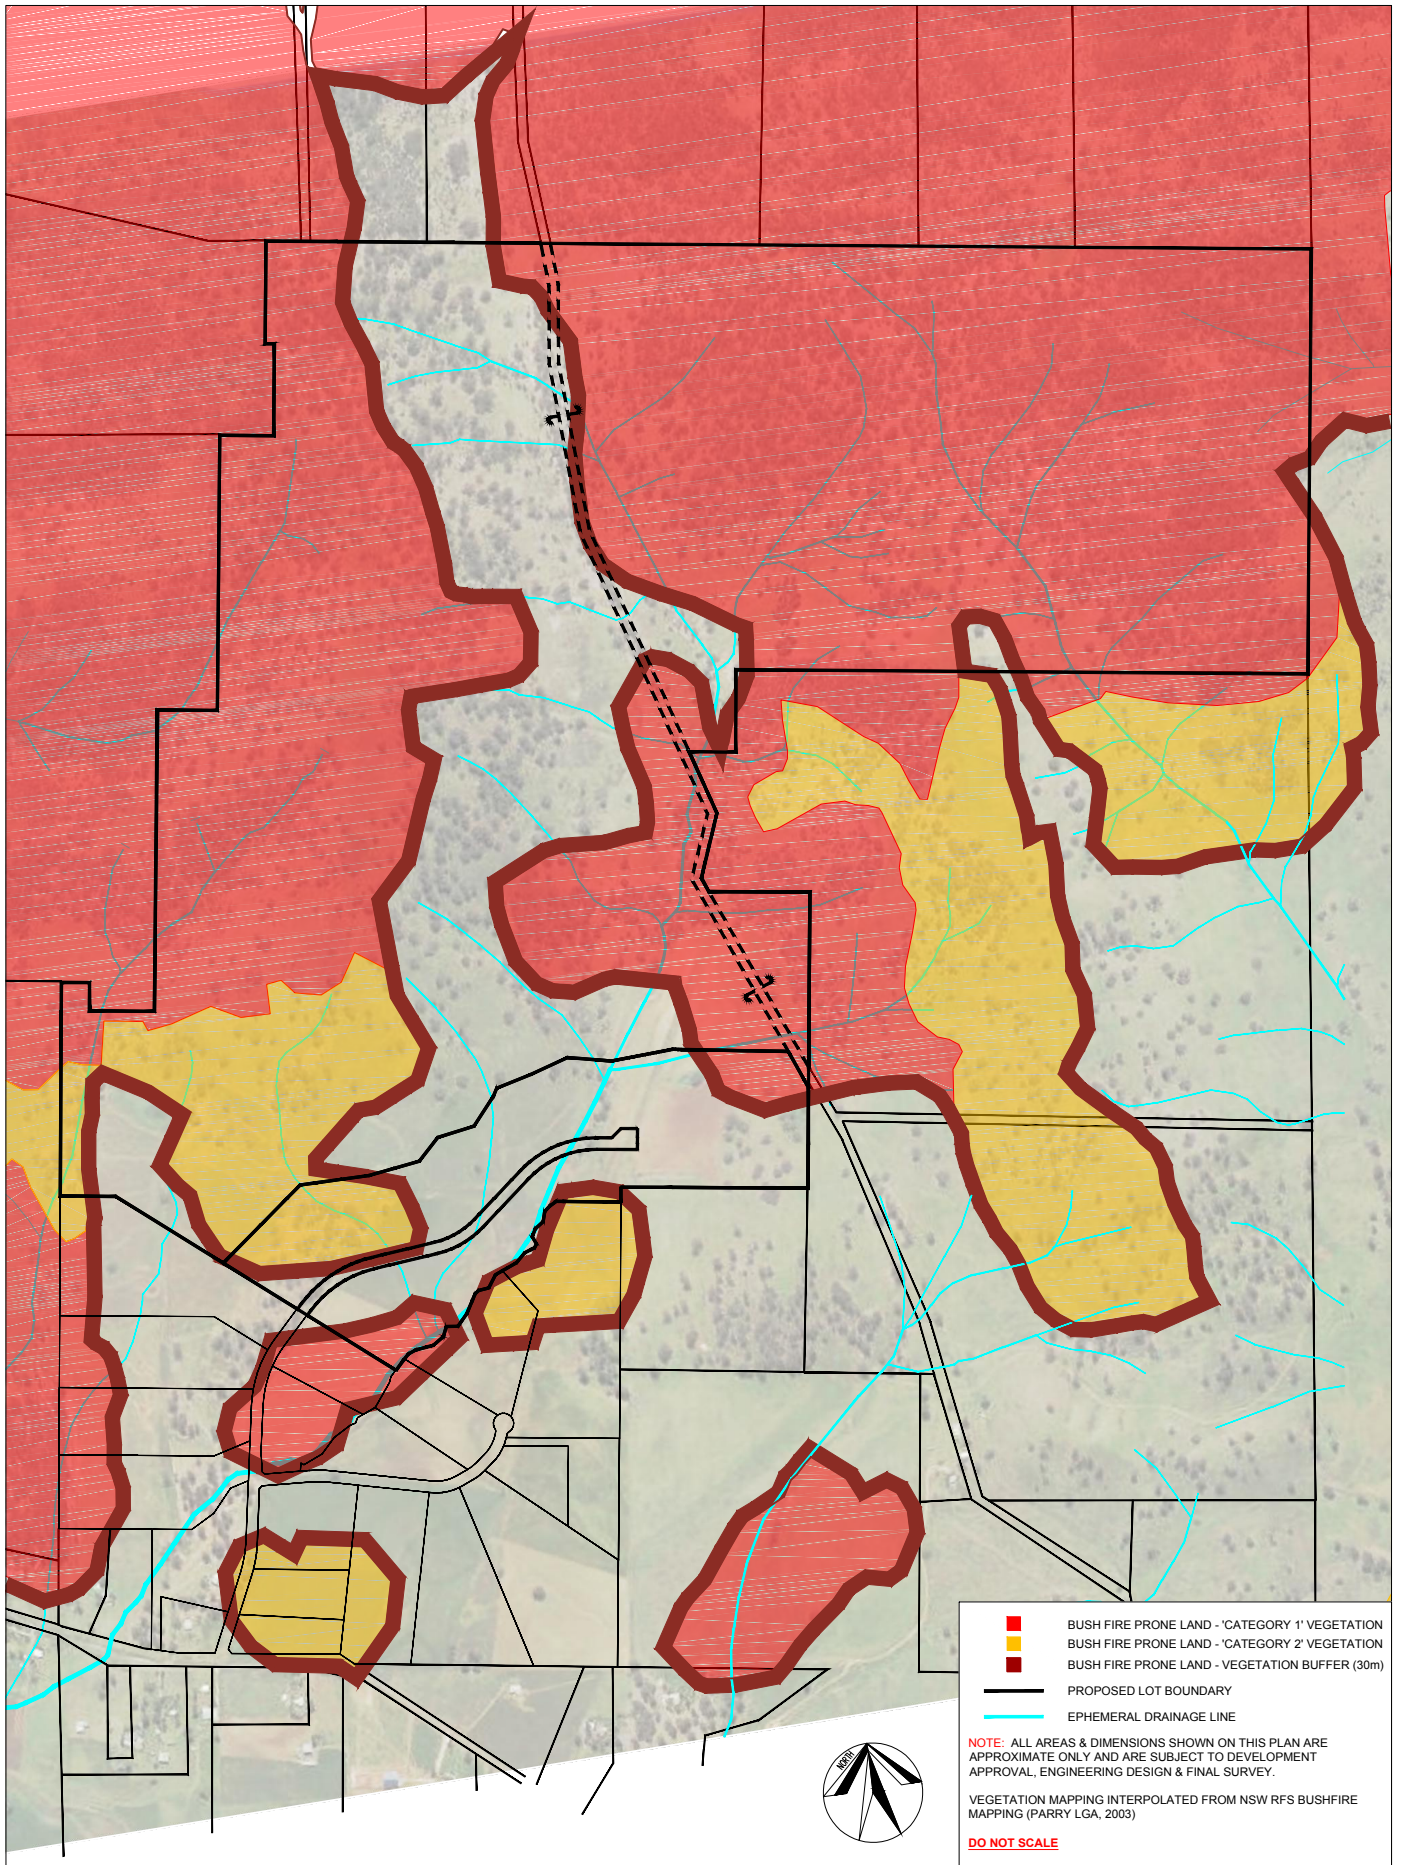 BUSH FIRE PRONE LAND - 'CATEGORY 1' VEGETATION
BUSH FIRE PRONE LAND - 'CATEGORY 2' VEGETATION
BUSH FIRE PRONE LAND - VEGETATION BUFFER (30m)
PROPOSED LOT BOUNDARY
EPHEMERAL DRAINAGE LINE
NOTE: ALL AREAS & DIMENSIONS SHOWN ON THIS PLAN ARE
APPROXIMATE ONLY AND ARE SUBJECT TO DEVELOPMENT
APPROVAL, ENGINEERING DESIGN & FINAL SURVEY.
VEGETATION MAPPING INTERPOLATED FROM NSW RFS BUSHFIRE
MAPPING (PARRY LGA, 2003)
DO NOT SCALE
NORTH